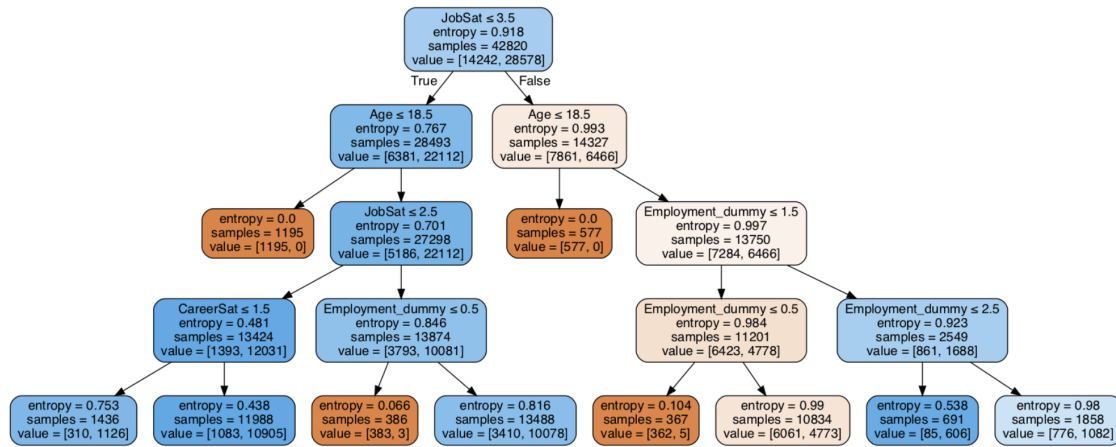 JobSat ≤ 3.5
entropy = 0.918
samples = 42820
value = [14242, 28578]
True
False
Age ≤ 18.5
entropy = 0.767
samples = 28493
value = [6381, 22112]
Age ≤ 18.5
entropy = 0.993
samples = 14327
value = [7861, 6466]
entropy = 0.0
samples = 1195
value = [1195, 0]
JobSat ≤ 2.5
entropy = 0.701
samples = 27298
value = [5186, 22112]
entropy = 0.0
samples = 577
value = [577, 0]
Employment_dummy ≤ 1.5
entropy = 0.997
samples = 13750
value = [7284, 6466]
CareerSat ≤ 1.5
entropy = 0.481
samples = 13424
value = [1393, 12031]
Employment_dummy ≤ 0.5
entropy = 0.846
samples = 13874
value = [3793, 10081]
Employment_dummy ≤ 0.5
entropy = 0.984
samples = 11201
value = [6423, 4778]
Employment_dummy ≤ 2.5
entropy = 0.923
samples = 2549
value = [861, 1688]
entropy = 0.753
samples = 1436
value = [310, 1126]
entropy = 0.438
samples = 11988
value = [1083, 10905]
entropy = 0.066
samples = 386
value = [383, 3]
entropy = 0.816
samples = 13488
value = [3410, 10078]
entropy = 0.104
samples = 367
value = [362, 5]
entropy = 0.99
samples = 10834
value = [6061, 4773]
entropy = 0.538
samples = 691
value = [85, 606]
entropy = 0.98
samples = 1858
value = [776, 1082]